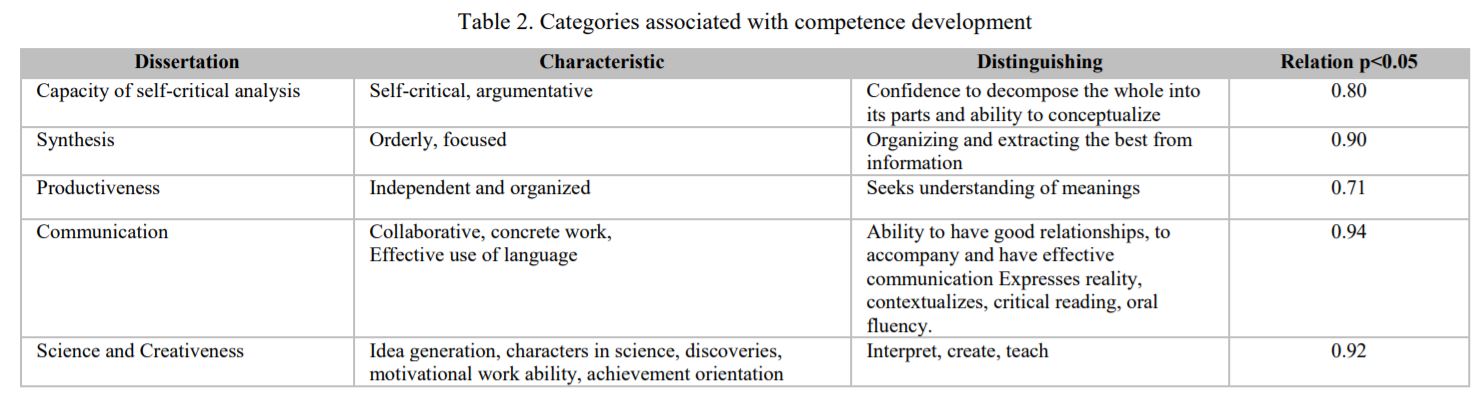 Table 2. Categories associated with competence development
Dissertation Characteristic Distinguishing Relation p<0.05
Capacity of self-critical analysis Self-critical, argumentative Confidence to decompose the whole into 0.80
its parts and ability to conceptualize
Synthesis Orderly, focused Organizing and extracting the best from 0.90
information
Productiveness Independent and organized Seeks understanding of meanings 0.71
Communication Collaborative, concrete work, Ability to have good relationships, to 0.94
Effective use of language accompany and have effective
communication Expresses reality,
contextualizes, critical reading, oral
fluency.
Science and Creativeness Idea generation, characters in science, discoveries, Interpret, create, teach 0.92
motivational work ability, achievement orientation